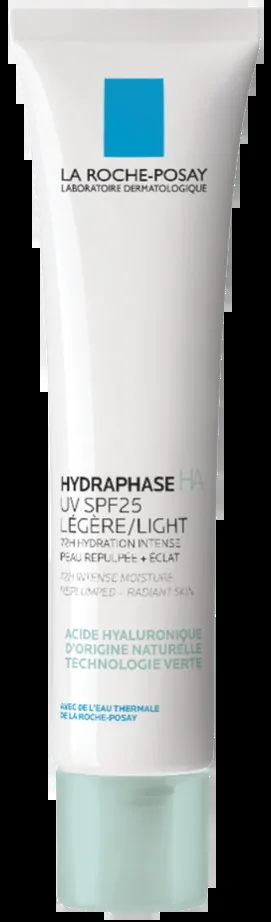 LA ROCHE-POSAY
LABORATOIRE DERMATOLOGIQUE
HYDRAPHASE HA
UV SPF25
LÉGÈRE/LIGHT
72H HYDRATION INTENSE
PEAU REPULPÉE + ÉCLAT
72H INTENSE MOISTURE
REPLUMPED - RADIANT SKIN
ACIDE HYALURONIQUE
D'ORIGINE NATURELLE
TECHNOLOGIE VERTE
AVEC DE L'EAU THERMALE
DE LA ROCHE-POSAY